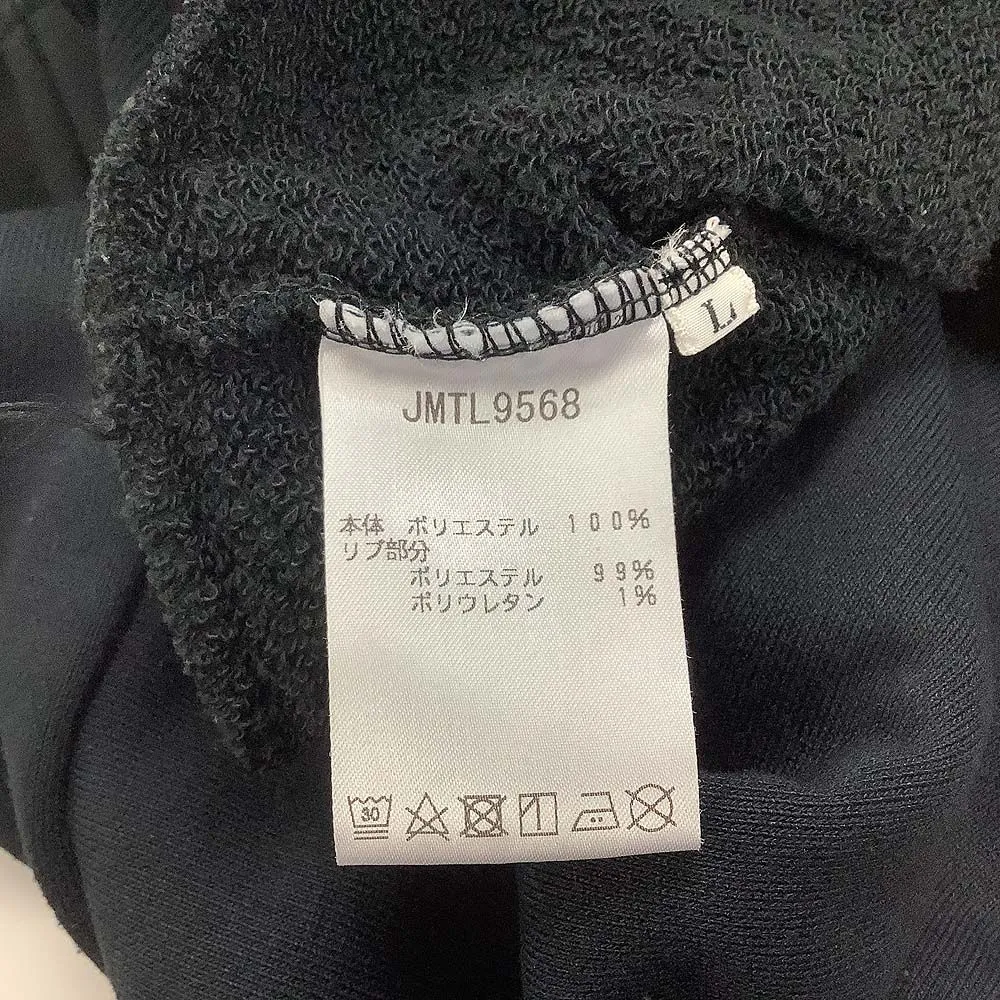 L
JMTL9568
本体 ポリエステル 100%
リブ部分
ポリエステル 99%
ポリウレタン 1%
30